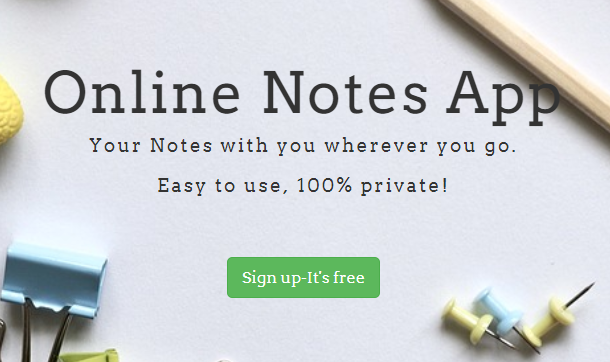 Online Notes App
Your Notes with you wherever you go.
Easy to use, 100% private!
Sign up-It's free